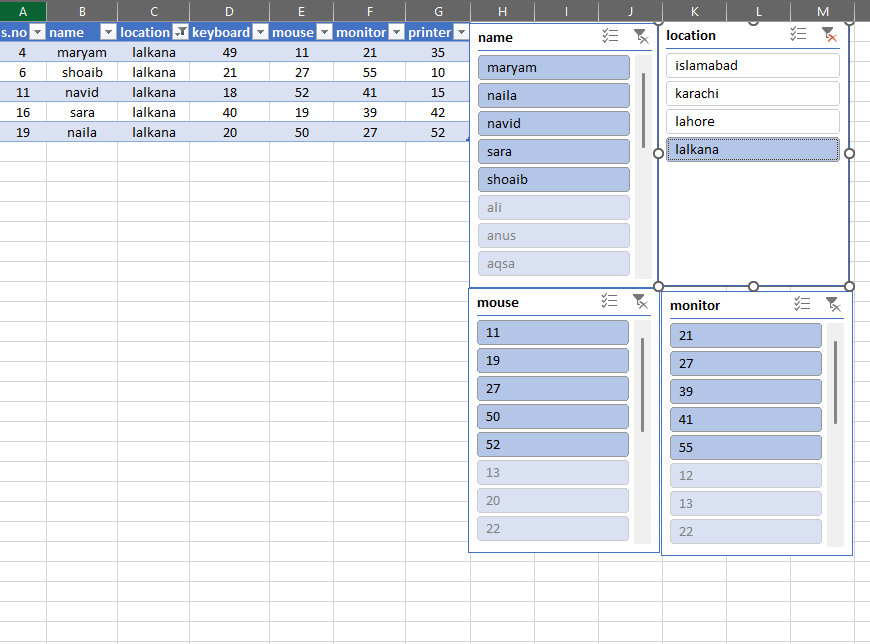 A B C D E F G H I J K L M
s.no name location keyboard mouse monitor printer
4 maryam lalkana 49 11 21 35
6 shoaib lalkana 21 27 55 10
11 navid lalkana 18 52 41 15
16 sara lalkana 40 19 39 42
19 naila lalkana 20 50 27 52
name
maryam
naila
navid
sara
shoaib
ali
anus
aqsa
location
islamabad
karachi
lahore
lalkana
mouse
11
19
27
50
52
13
20
22
monitor
21
27
39
41
55
12
13
22